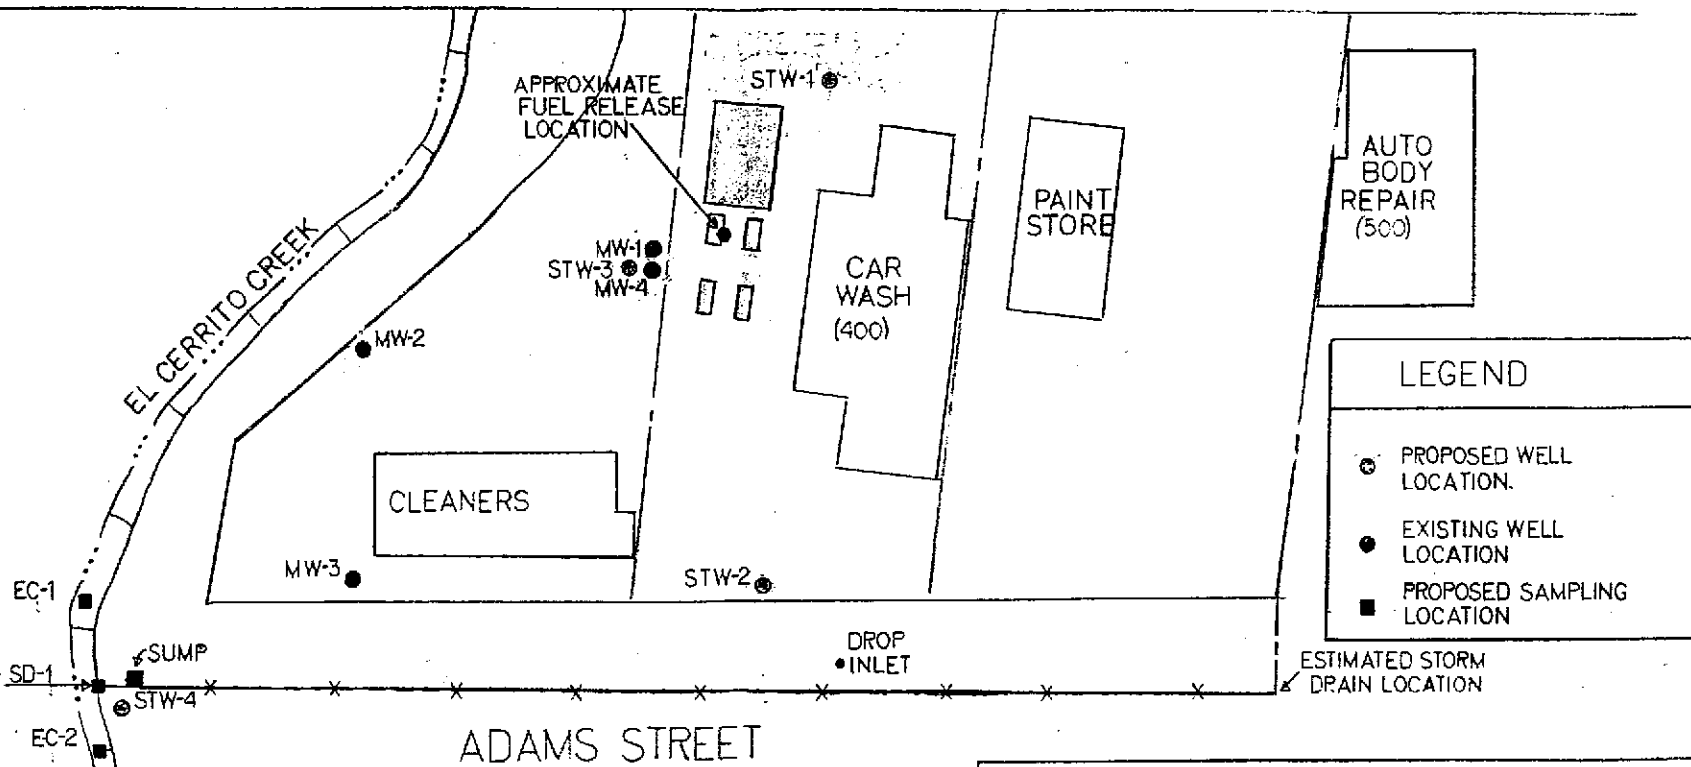 STW-1
APPROXIMATE
FUEL RELEASE
LOCATION
AUTO
BODY
REPAIR
(500)
PAINT
STORE
EL CERRITO CREEK
MW-1
STW-3
MW-4
CAR
WASH
(400)
MW-2
LEGEND
PROPOSED WELL
LOCATION.
EXISTING WELL
LOCATION
PROPOSED SAMPLING
LOCATION
CLEANERS
MW-3
STW-2
EC-1
DROP
INLET
SUMP
SD-1
STW-4
ESTIMATED STORM
DRAIN LOCATION
EC-2
ADAMS STREET